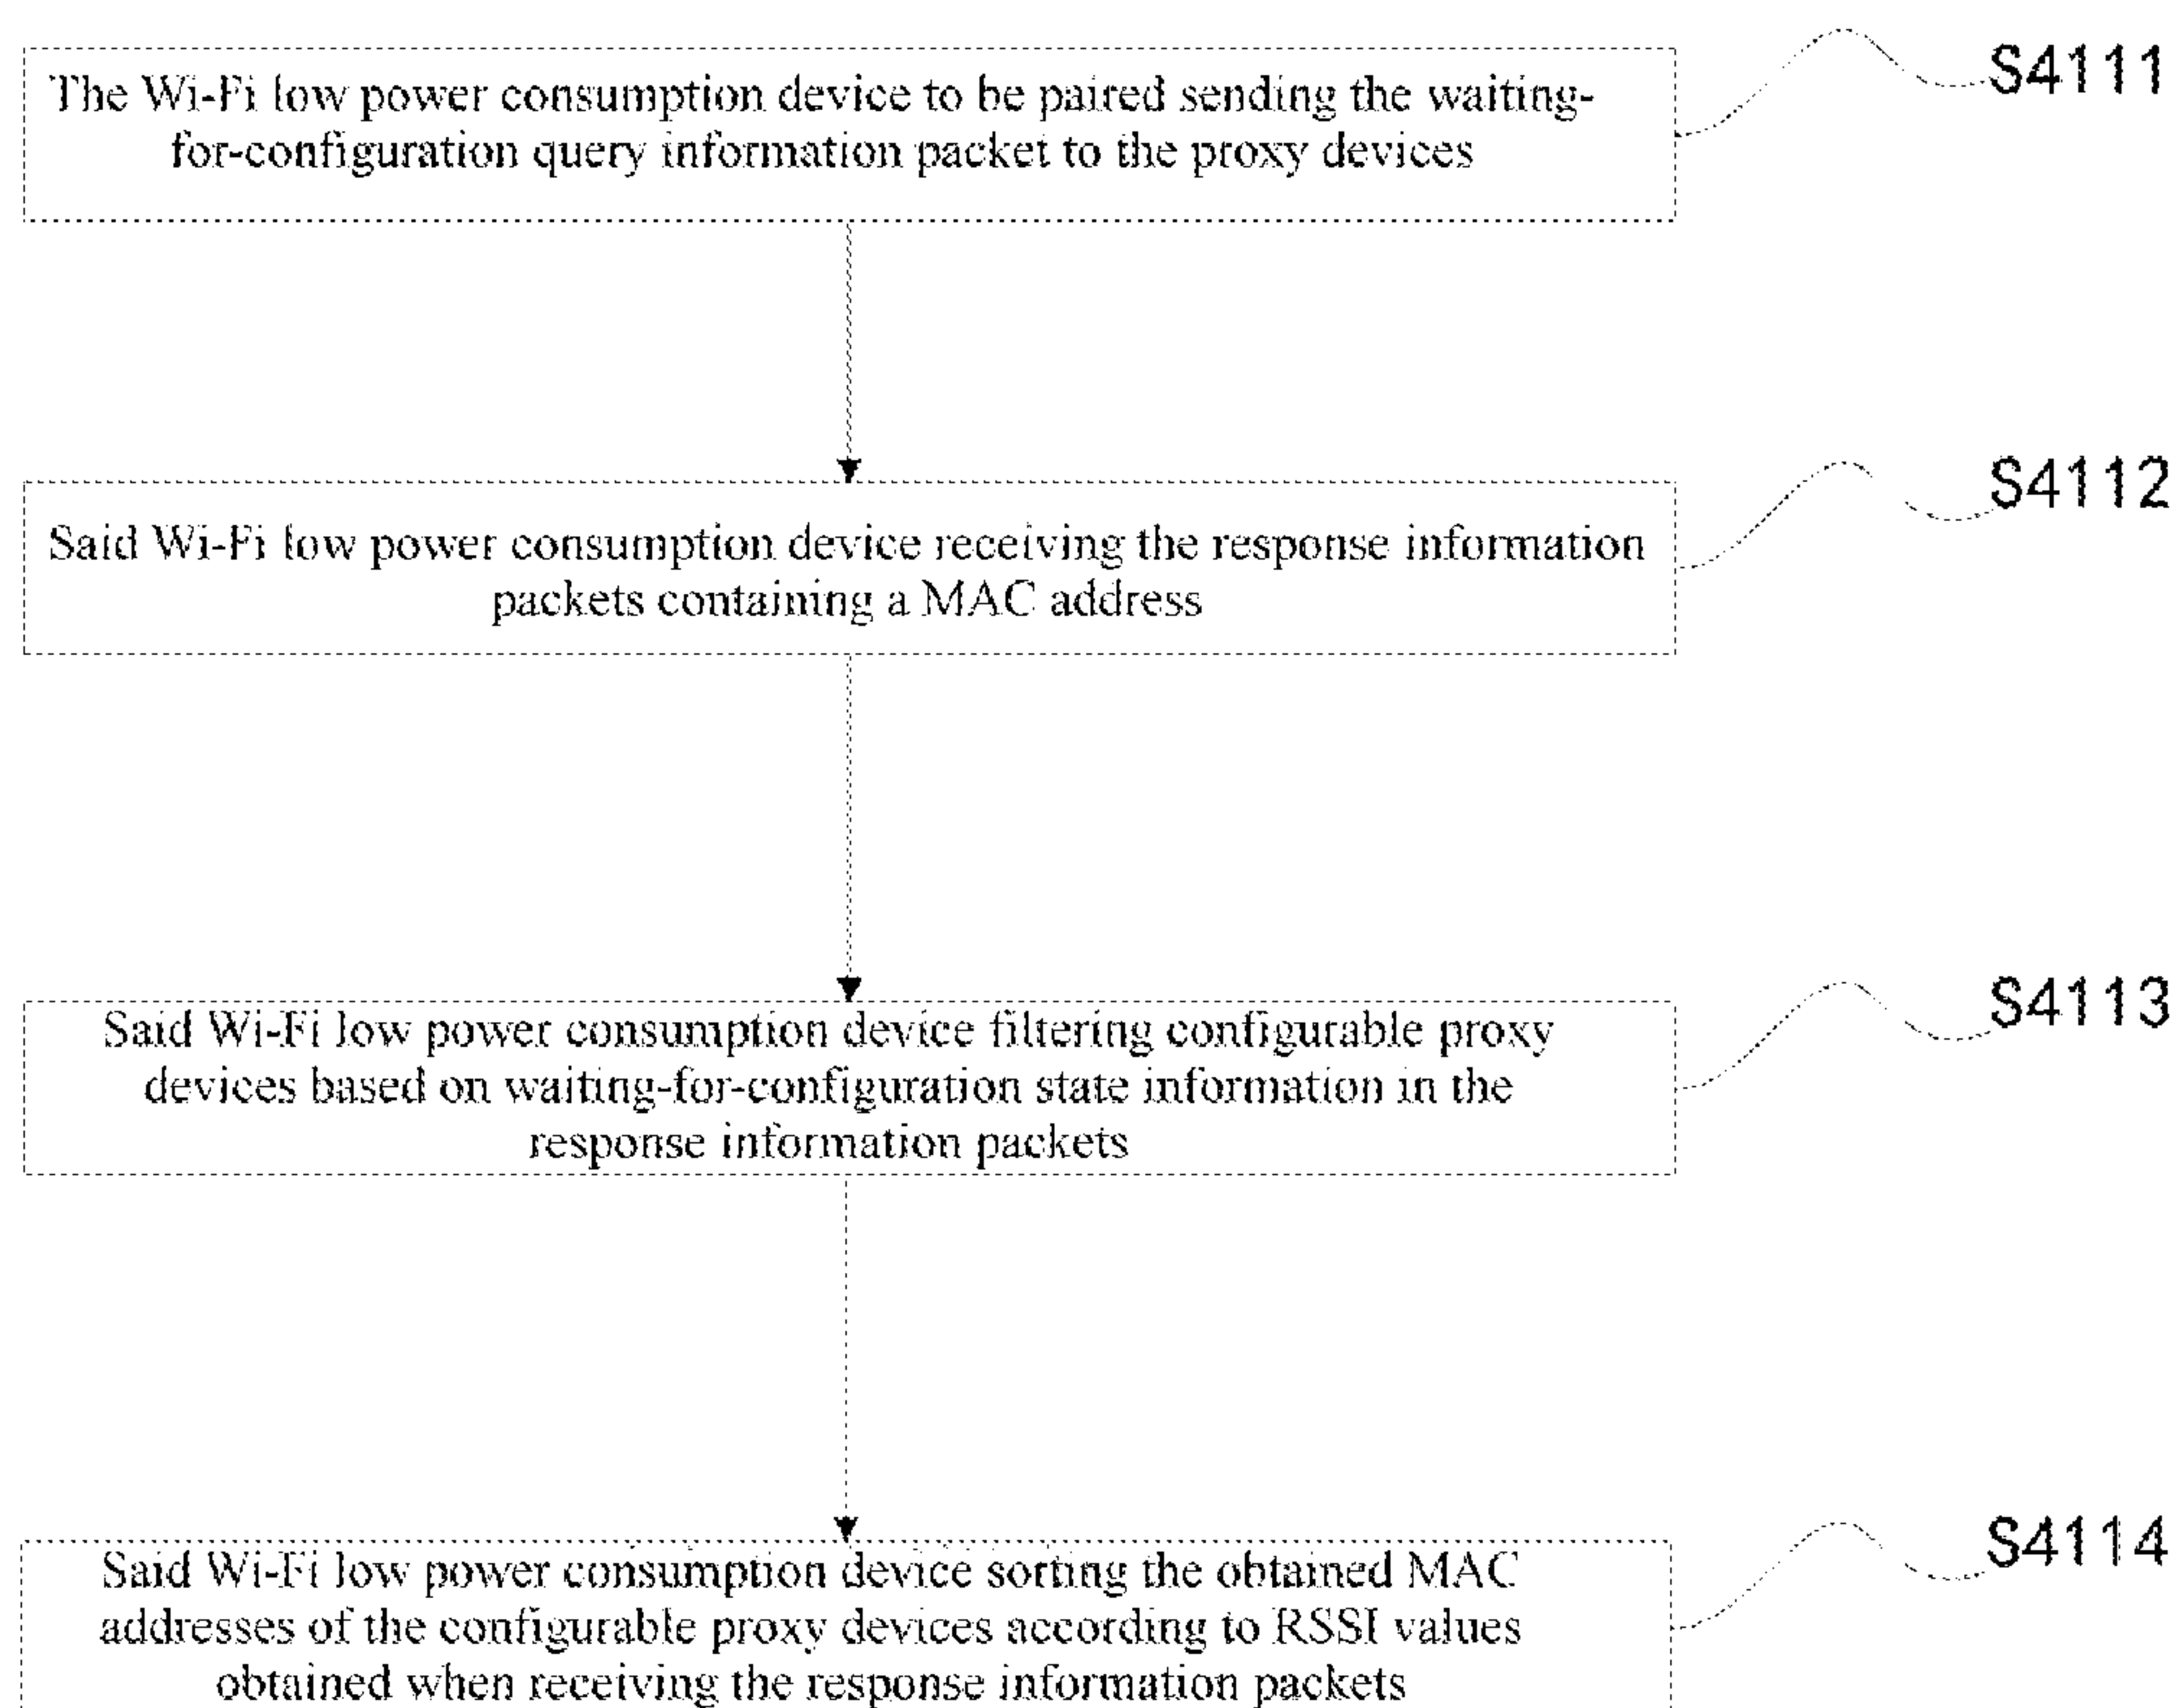 The Wi-Fi low power consumption device to be paired sending the waiting-
for-configuration query information packet to the proxy devices
S4111
Said Wi-Fi low power consumption device receiving the response information
packets containing a MAC address
S4112
Said Wi-Fi low power consumption device filtering configurable proxy
devices based on waiting-for-configuration state information in the
response information packets
S4113
Said Wi-Fi low power consumption device sorting the obtained MAC
addresses of the configurable proxy devices according to RSSI values
obtained when receiving the response information packets
S4114